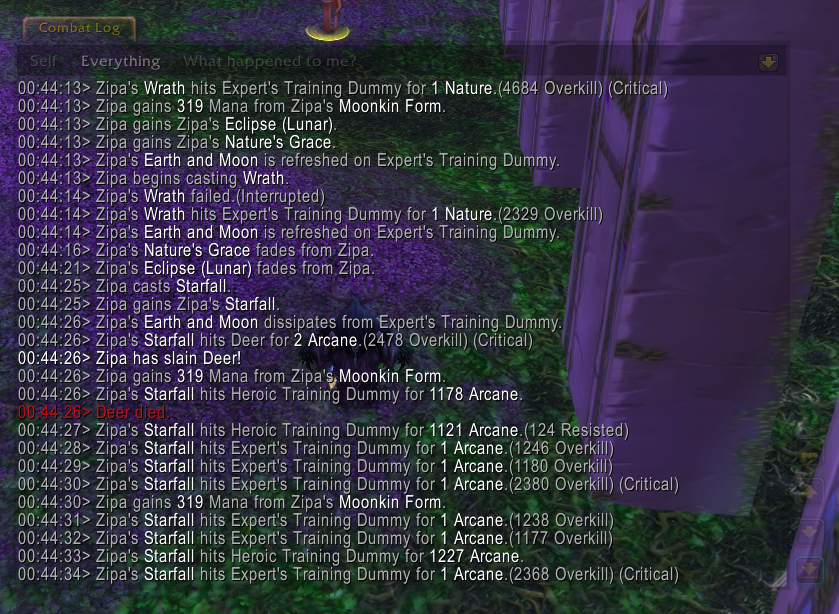 Combat Log
Self Everything What happened to me?
00:44:13> Zipa's Wrath hits Expert's Training Dummy for 1 Nature.(4684 Overkill) (Critical)
00:44:13> Zipa gains 319 Mana from Zipa's Moonkin Form.
00:44:13> Zipa gains Zipa's Eclipse (Lunar).
00:44:13> Zipa gains Zipa's Nature's Grace.
00:44:13> Zipa's Earth and Moon is refreshed on Expert's Training Dummy.
00:44:13> Zipa begins casting Wrath.
00:44:14> Zipa's Wrath failed.(Interrupted)
00:44:14> Zipa's Wrath hits Expert's Training Dummy for 1 Nature.(2329 Overkill)
00:44:14> Zipa's Earth and Moon is refreshed on Expert's Training Dummy.
00:44:16> Zipa's Nature's Grace fades from Zipa.
00:44:21> Zipa's Eclipse (Lunar) fades from Zipa.
00:44:25> Zipa casts Starfall.
00:44:25> Zipa gains Zipa's Starfall.
00:44:26> Zipa's Earth and Moon dissipates from Expert's Training Dummy.
00:44:26> Zipa's Starfall hits Deer for 2 Arcane.(2478 Overkill) (Critical)
00:44:26> Zipa has slain Deer!
00:44:26> Zipa gains 319 Mana from Zipa's Moonkin Form.
00:44:26> Zipa's Starfall hits Heroic Training Dummy for 1178 Arcane.
00:44:26> Deer died.
00:44:27> Zipa's Starfall hits Heroic Training Dummy for 1121 Arcane.(124 Resisted)
00:44:28> Zipa's Starfall hits Expert's Training Dummy for 1 Arcane.(1246 Overkill)
00:44:29> Zipa's Starfall hits Expert's Training Dummy for 1 Arcane.(1180 Overkill)
00:44:30> Zipa's Starfall hits Expert's Training Dummy for 1 Arcane.(2380 Overkill) (Critical)
00:44:30> Zipa gains 319 Mana from Zipa's Moonkin Form.
00:44:31> Zipa's Starfall hits Expert's Training Dummy for 1 Arcane.(1238 Overkill)
00:44:32> Zipa's Starfall hits Expert's Training Dummy for 1 Arcane.(1177 Overkill)
00:44:33> Zipa's Starfall hits Heroic Training Dummy for 1227 Arcane.
00:44:34> Zipa's Starfall hits Expert's Training Dummy for 1 Arcane.(2368 Overkill) (Critical)